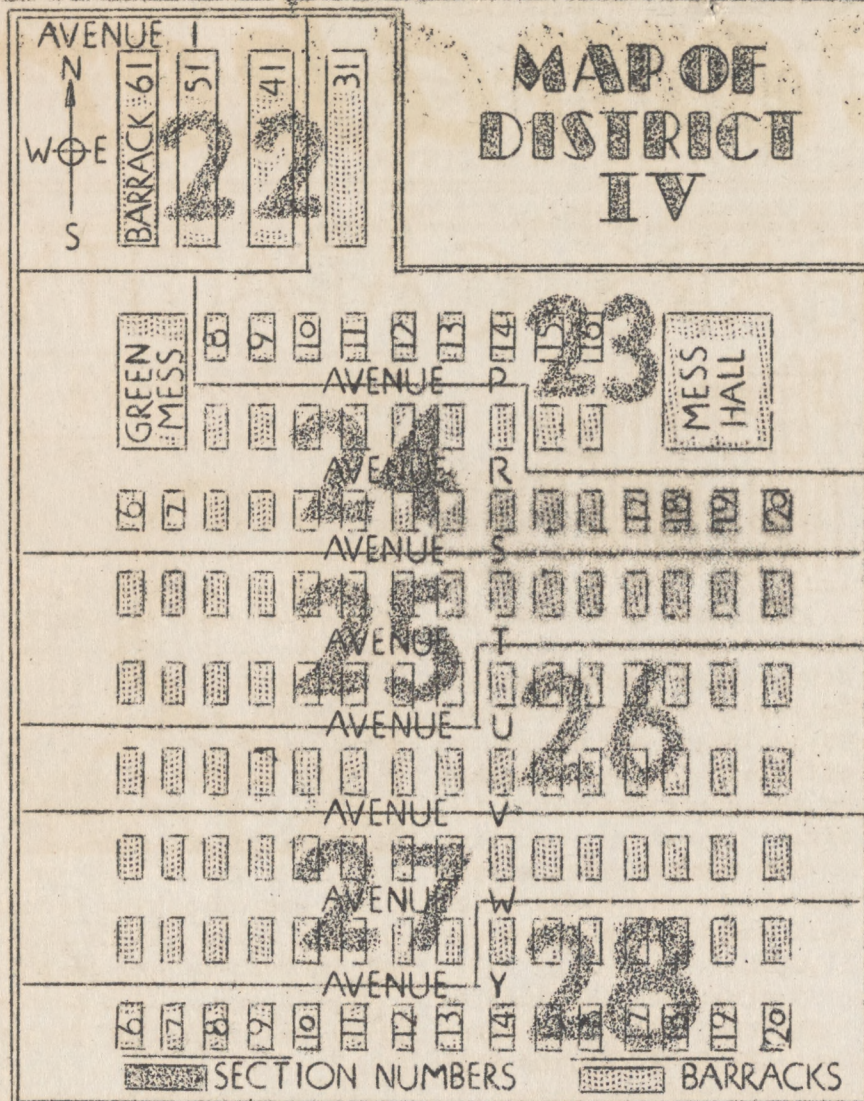 AVENUE I
N
W E
S
BARRACK 61
51
41
31
22
MAP OF
DISTRICT
IV
GREEN
MESS
8 9 10 11 12 13 14 15 16
23
MESS
HALL
AVENUE P
24
AVENUE R
6 7 17 18 19 20
AVENUE S
25
AVENUE T
26
AVENUE U
AVENUE V
27
AVENUE W
28
AVENUE Y
6 7 8 9 10 11 12 13 14 15 16 17 18 19 20
SECTION NUMBERS BARRACKS